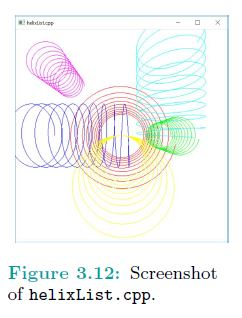 helixList.cpp
Figure 3.12: Screenshot
of helixList.cpp.